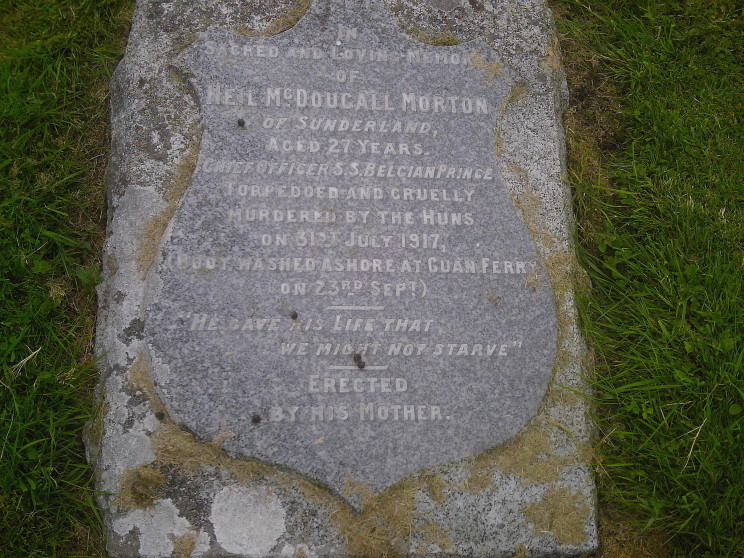 IN
SACRED AND LOVING MEMORY
OF
NEIL McDOUGALL MORTON
OF SUNDERLAND,
AGED 27 YEARS.
CHIEF OFFICER S.S. BELGIAN PRINCE
TORPEDOED AND CRUELLY
MURDERED BY THE HUNS
ON 31ST JULY 1917,
(BODY WASHED ASHORE AT CUAN FERRY
ON 23RD SEPT)
"HE GAVE HIS LIFE THAT
WE MIGHT NOT STARVE"
ERECTED
BY HIS MOTHER.